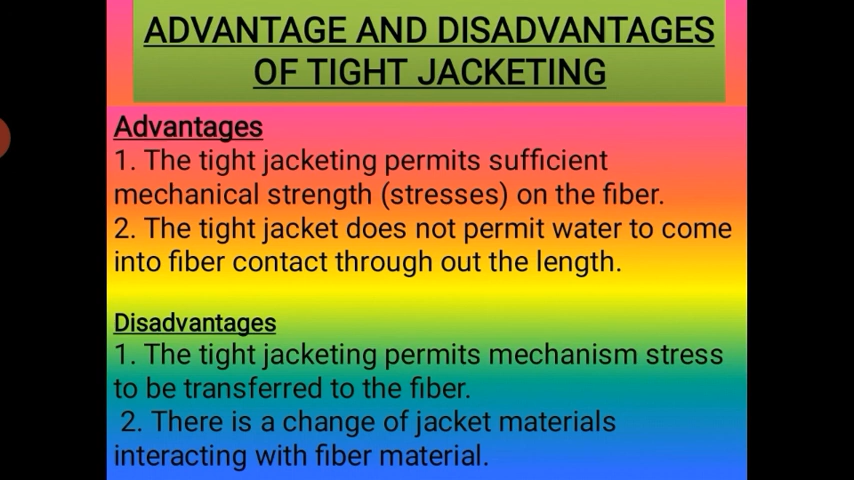 ADVANTAGE AND DISADVANTAGES
OF TIGHT JACKETING
Advantages
1. The tight jacketing permits sufficient
mechanical strength (stresses) on the fiber.
2. The tight jacket does not permit water to come
into fiber contact through out the length.
Disadvantages
1. The tight jacketing permits mechanism stress
to be transferred to the fiber.
2. There is a change of jacket materials
interacting with fiber material.